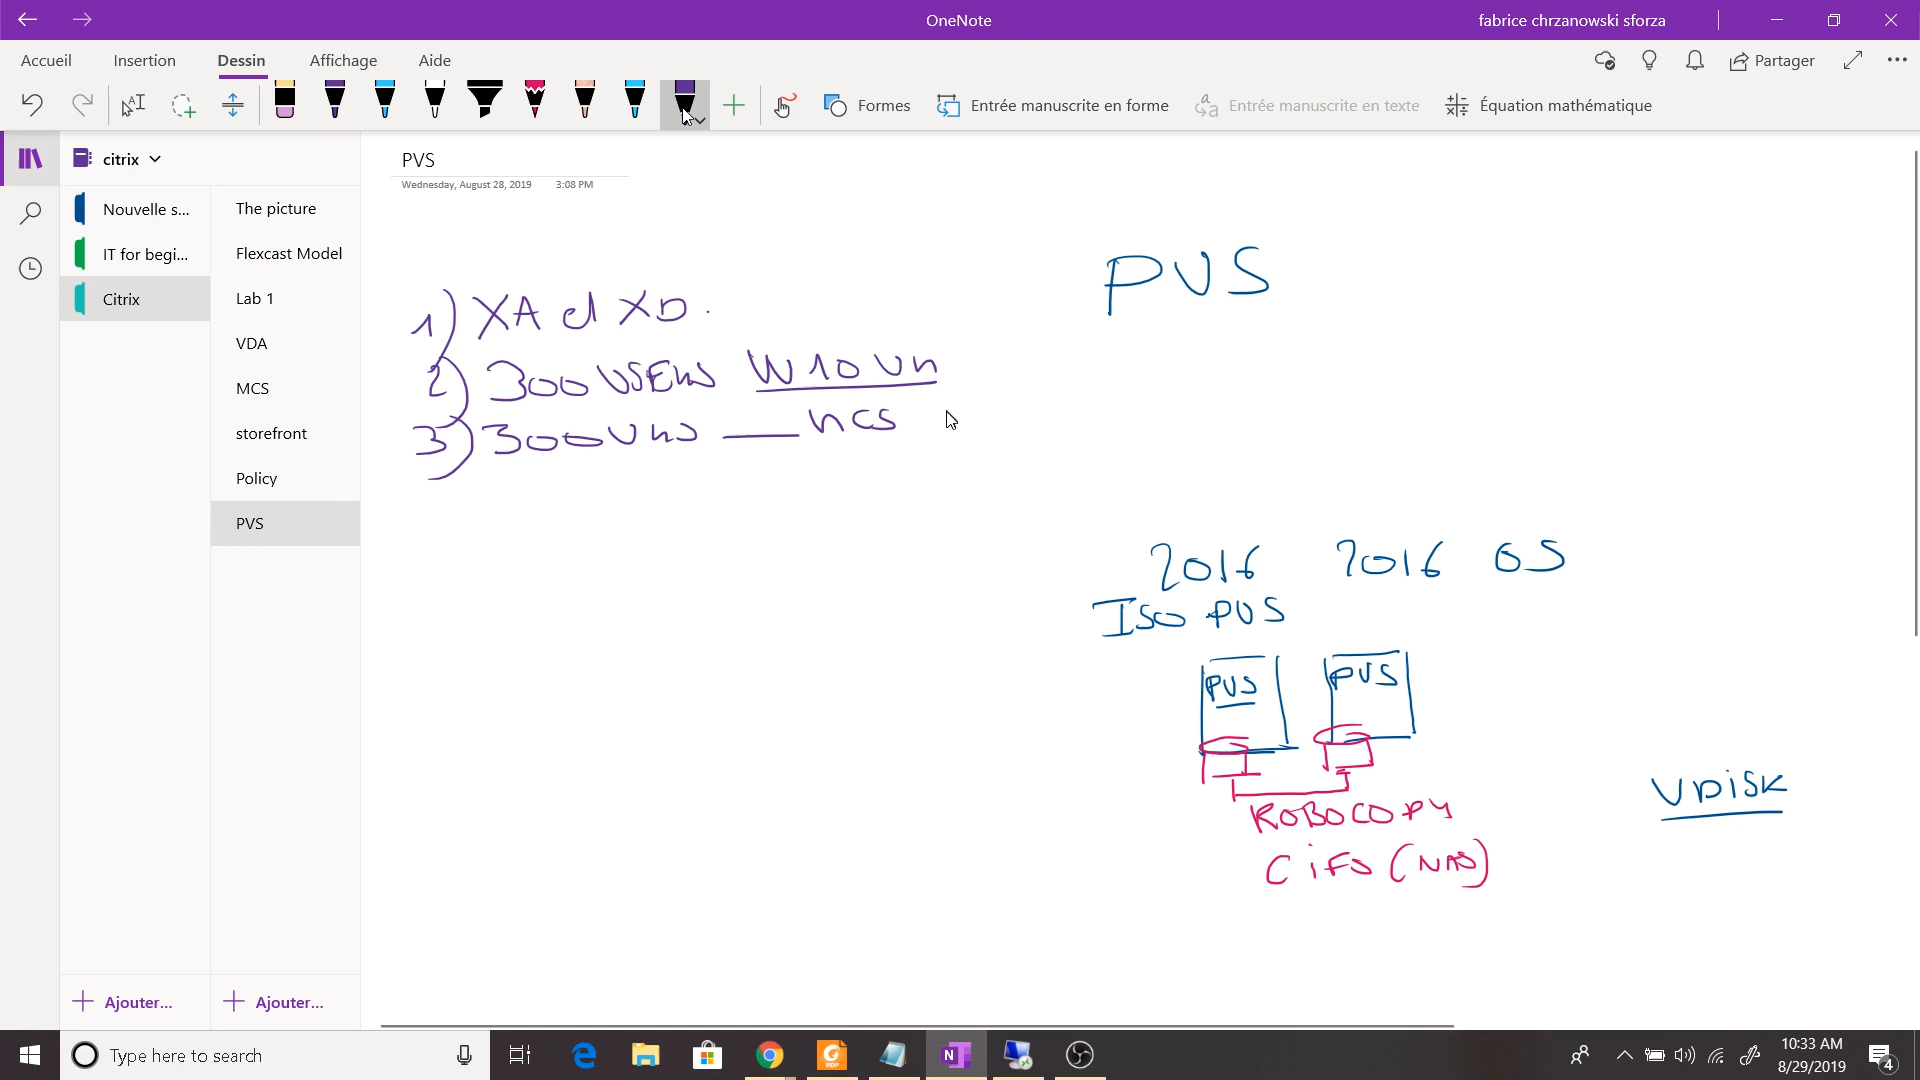 OneNote
fabrice chrzanowski sforza
Accueil
Insertion
Dessin
Affichage
Aide
Partager
Formes
Entrée manuscrite en forme
Entrée manuscrite en texte
Équation mathématique
citrix
Nouvelle s...
IT for begi...
Citrix
The picture
Flexcast Model
Lab 1
VDA
MCS
storefront
Policy
PVS
Ajouter...
Ajouter...
PVS
Wednesday, August 28, 2019 3:08 PM
PVS
1) XA et XD.
2) 300 USERS W10 VM
3) 300 VMS __ MCS
2016 2016 OS
ISO PVS
PVS PVS
ROBOCOPY
CIFS (NAS)
VDISK
Type here to search
10:33 AM
8/29/2019
4